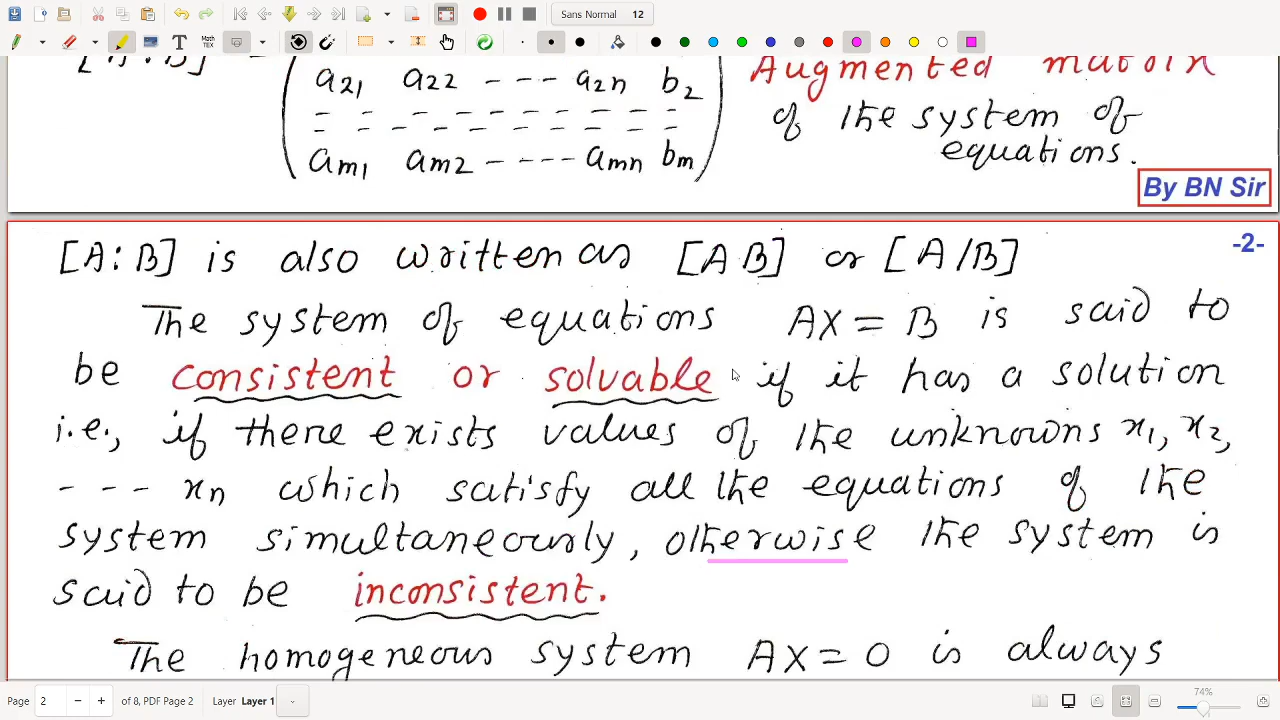 Sans Normal 12
Math
TEX
[A:B] =
a21 a22 ---- a2n b2
am1 am2 ----- amn bm
Augmented matrix
of the system of
equations.
By BN Sir
-2-
[A:B] is also written as [AB] or [A/B]
The system of equations AX = B is said to
be consistent or solvable if it has a solution
i.e., if there exists values of the unknowns x1, x2,
--- xn which satisfy all the equations of the
system simultaneously, otherwise the system is
said to be inconsistent.
The homogeneous system AX = 0 is always
Page 2 of 8, PDF Page 2 Layer Layer 1
74%